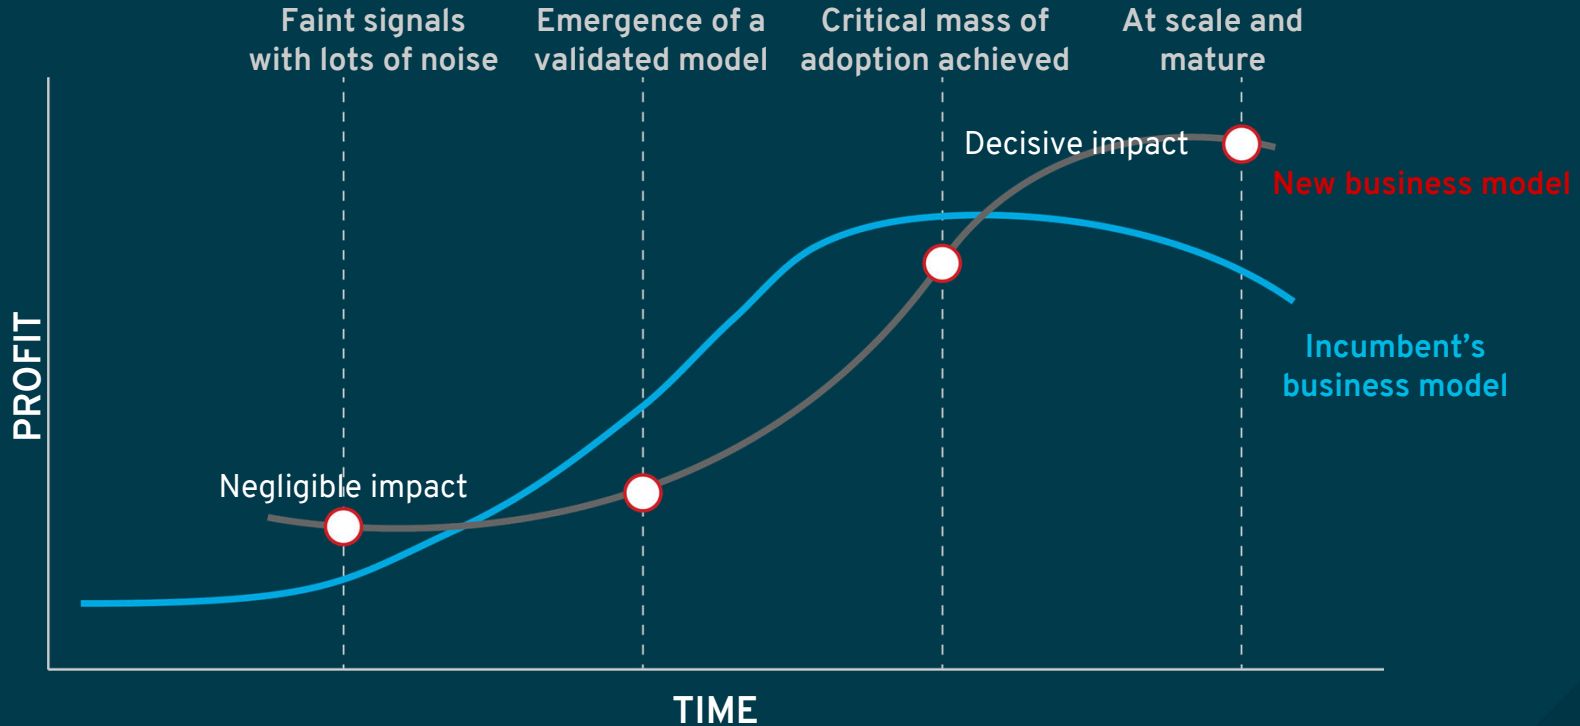 Faint signals
with lots of noise
Emergence of a
validated model
Critical mass of
adoption achieved
At scale and
mature
Decisive impact
New business model
Incumbent’s
business model
Negligible impact
PROFIT
TIME